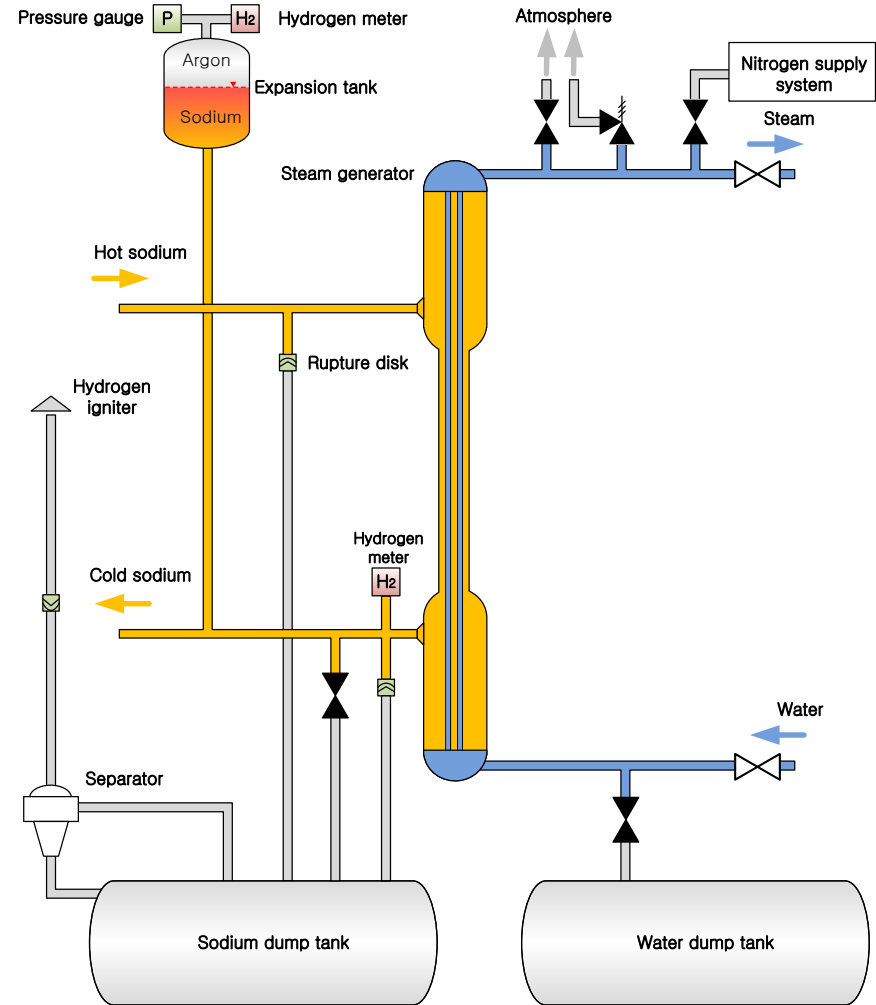 Pressure gauge
P
H2
Hydrogen meter
Atmosphere
Argon
Expansion tank
Sodium
Nitrogen supply
system
Steam
Steam generator
Hot sodium
Rupture disk
Hydrogen
igniter
Hydrogen
meter
H2
Cold sodium
Water
Separator
Sodium dump tank
Water dump tank